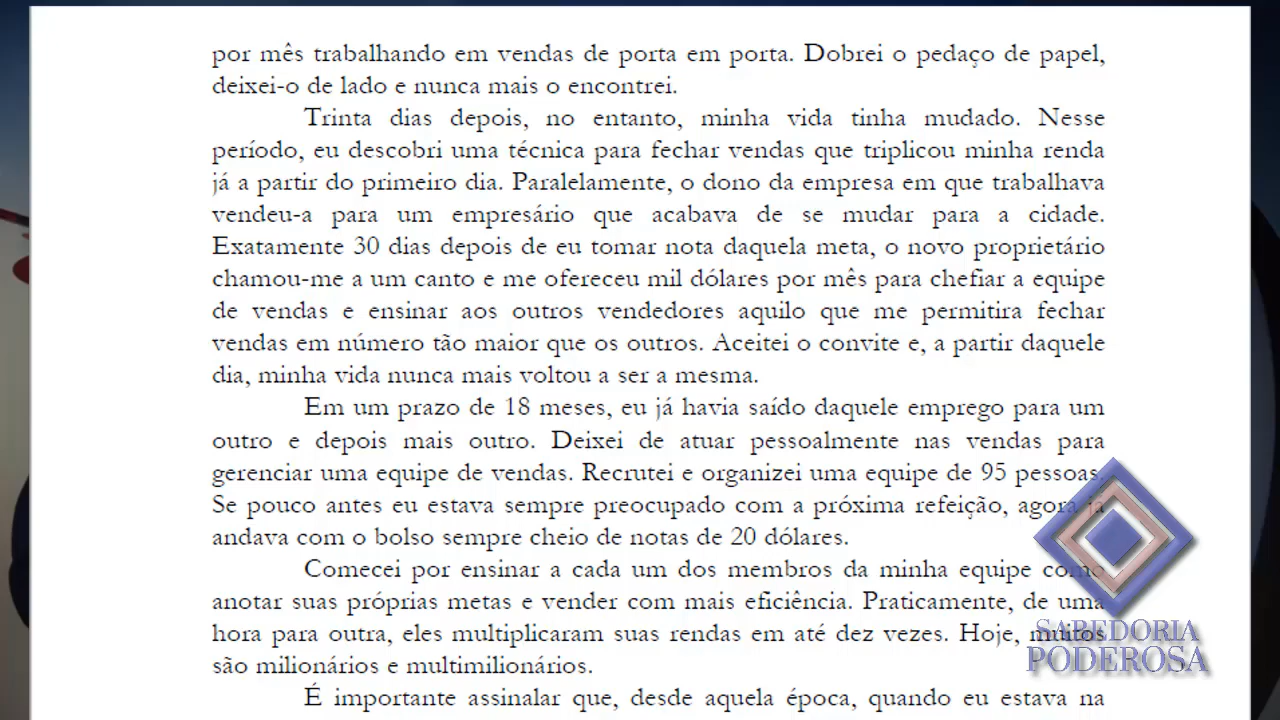 por mês trabalhando em vendas de porta em porta. Dobrei o pedaço de papel,
deixei-o de lado e nunca mais o encontrei.
Trinta dias depois, no entanto, minha vida tinha mudado. Nesse
período, eu descobri uma técnica para fechar vendas que triplicou minha renda
já a partir do primeiro dia. Paralelamente, o dono da empresa em que trabalhava
vendeu-a para um empresário que acabava de se mudar para a cidade.
Exatamente 30 dias depois de eu tomar nota daquela meta, o novo proprietário
chamou-me a um canto e me ofereceu mil dólares por mês para chefiar a equipe
de vendas e ensinar aos outros vendedores aquilo que me permitira fechar
vendas em número tão maior que os outros. Aceitei o convite e, a partir daquele
dia, minha vida nunca mais voltou a ser a mesma.
Em um prazo de 18 meses, eu já havia saído daquele emprego para um
outro e depois mais outro. Deixei de atuar pessoalmente nas vendas para
gerenciar uma equipe de vendas. Recrutei e organizei uma equipe de 95 pessoas.
Se pouco antes eu estava sempre preocupado com a próxima refeição, agora já
andava com o bolso sempre cheio de notas de 20 dólares.
Comecei por ensinar a cada um dos membros da minha equipe como
anotar suas próprias metas e vender com mais eficiência. Praticamente, de uma
hora para outra, eles multiplicaram suas rendas em até dez vezes. Hoje, muitos
são milionários e multimilionários.
É importante assinalar que, desde aquela época, quando eu estava na
SABEDORIA
PODEROSA